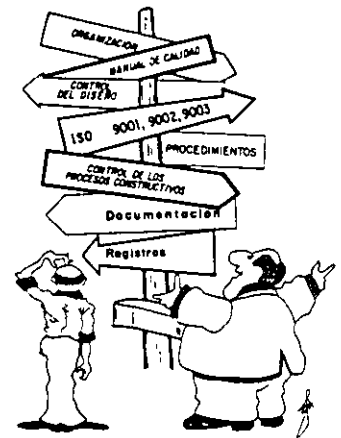 ORGANIZACION
MANUAL DE CALIDAD
CONTROL
DEL DISEÑO
ISO 9001, 9002, 9003
PROCEDIMIENTOS
CONTROL DE LOS
PROCESOS CONSTRUCTIVOS
Documentación
Registros